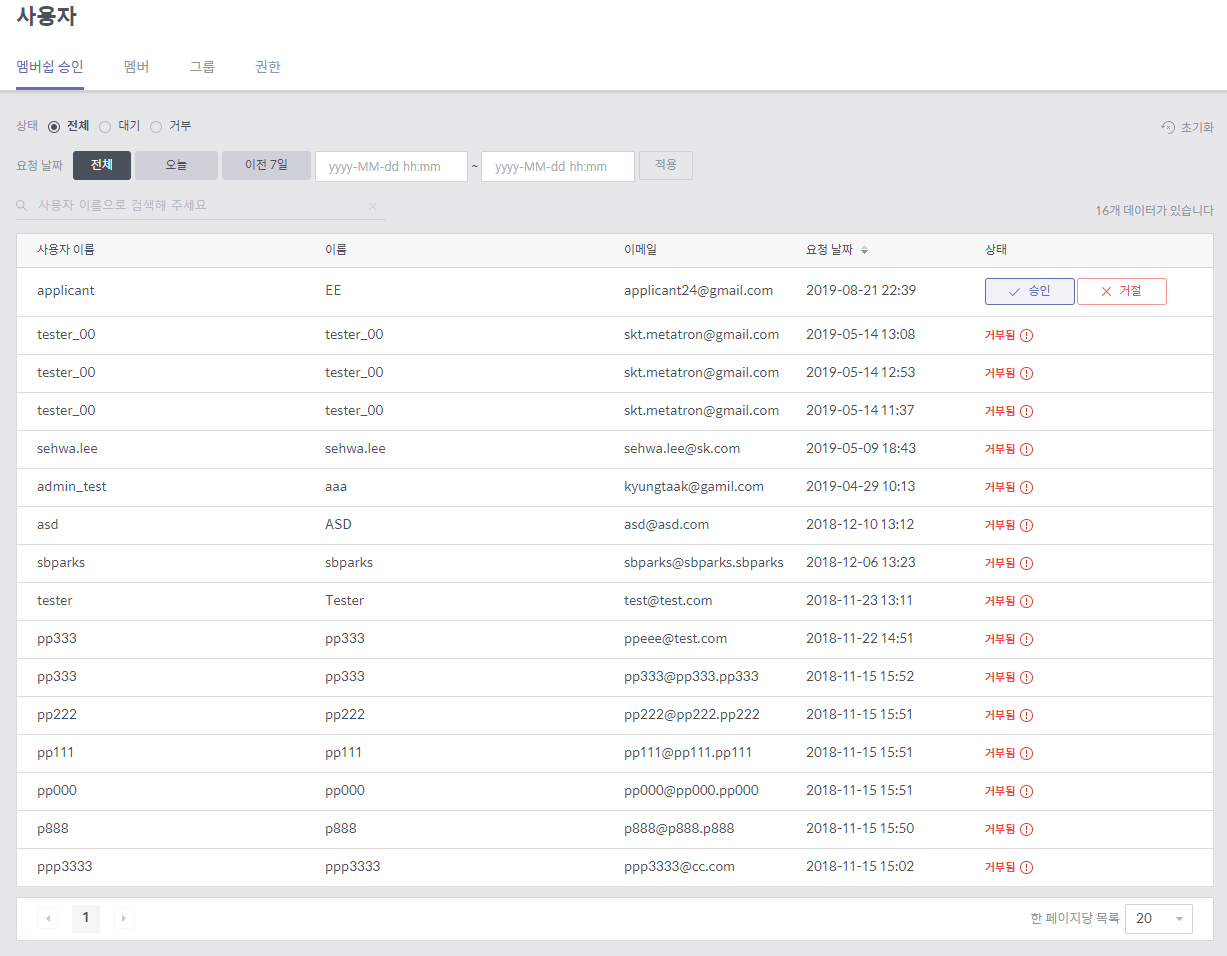 사용자
멤버쉽 승인 멤버 그룹 권한
상태 전체 대기 거부 초기화
요청 날짜 전체 오늘 이전 7일 yyyy-MM-dd hh:mm ~ yyyy-MM-dd hh:mm 적용
사용자 이름으로 검색해 주세요
16개 데이터가 있습니다
사용자 이름 이름 이메일 요청 날짜 상태
applicant EE applicant24@gmail.com 2019-08-21 22:39 승인 거절
tester_00 tester_00 skt.metatron@gmail.com 2019-05-14 13:08 거부됨
tester_00 tester_00 skt.metatron@gmail.com 2019-05-14 12:53 거부됨
tester_00 tester_00 skt.metatron@gmail.com 2019-05-14 11:37 거부됨
sehwa.lee sehwa.lee sehwa.lee@sk.com 2019-05-09 18:43 거부됨
admin_test aaa kyungtaak@gamil.com 2019-04-29 10:13 거부됨
asd ASD asd@asd.com 2018-12-10 13:12 거부됨
sbparks sbparks sbparks@sbparks.sbparks 2018-12-06 13:23 거부됨
tester Tester test@test.com 2018-11-23 13:11 거부됨
pp333 pp333 ppeee@test.com 2018-11-22 14:51 거부됨
pp333 pp333 pp333@pp333.pp333 2018-11-15 15:52 거부됨
pp222 pp222 pp222@pp222.pp222 2018-11-15 15:51 거부됨
pp111 pp111 pp111@pp111.pp111 2018-11-15 15:51 거부됨
pp000 pp000 pp000@pp000.pp000 2018-11-15 15:51 거부됨
p888 p888 p888@p888.p888 2018-11-15 15:50 거부됨
ppp3333 ppp3333 ppp3333@cc.com 2018-11-15 15:02 거부됨
1 한 페이지당 목록 20